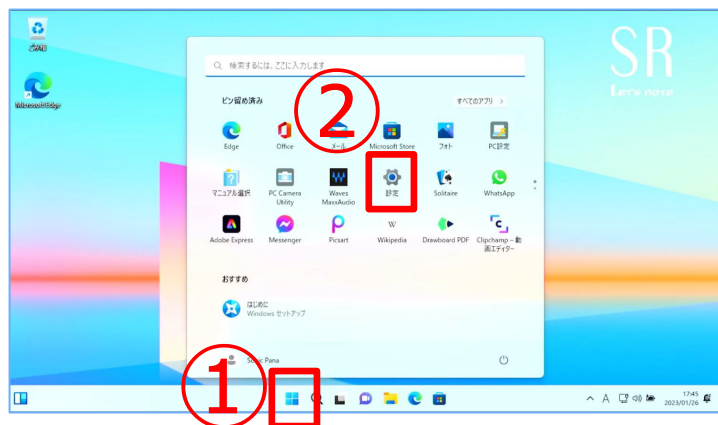 ごみ箱
Microsoft Edge
SR
Let's note
検索するには、ここに入力します
ピン留め済み
すべてのアプリ >
②
Edge
Office
メール
Microsoft Store
フォト
PC設定
マニュアル選択
PC Camera Utility
Waves MaxxAudio
設定
Solitaire
WhatsApp
Adobe Express
Messenger
Picsart
W
Wikipedia
Drawboard PDF
Clipchamp – 動画エディター
おすすめ
はじめに
Windows セットアップ
Pana
①
A
17:45
2023/01/26